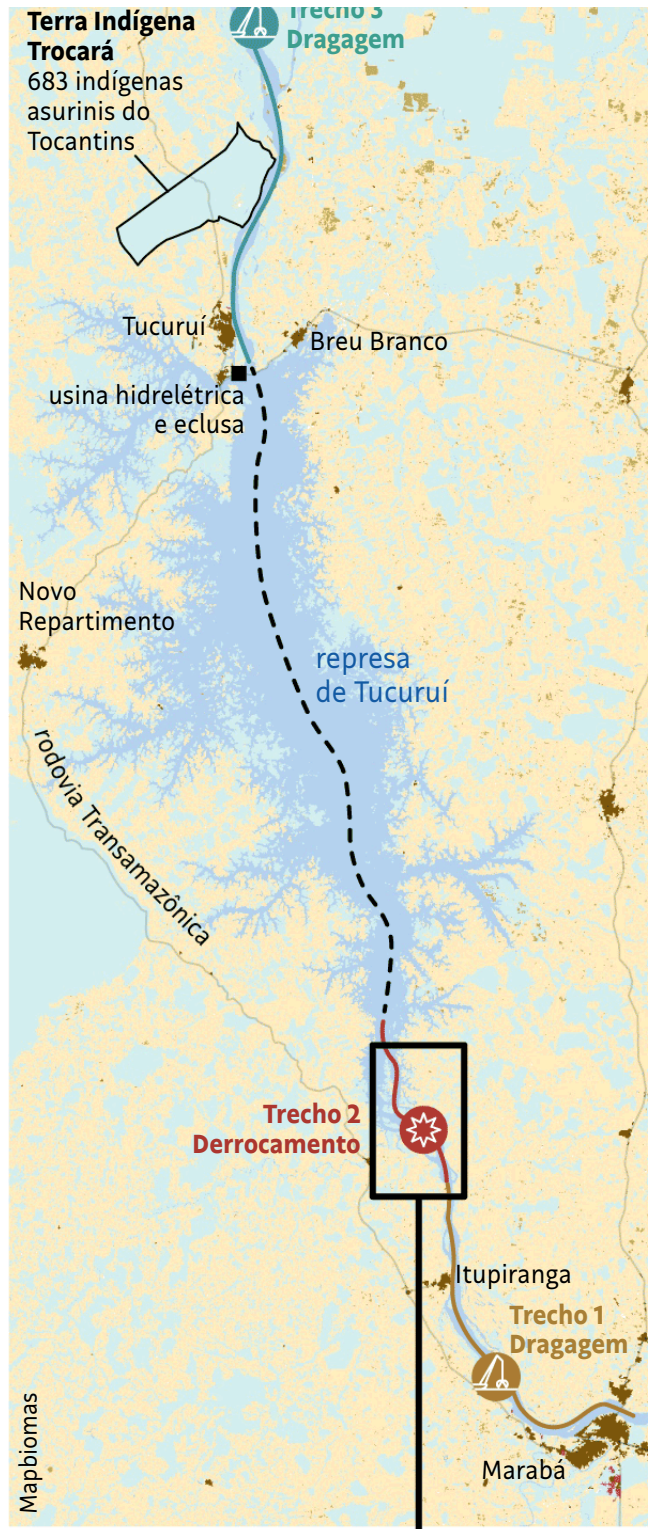 Terra Indígena
Trocará
683 indígenas
asurinis do
Tocantins
Trecho 3
Dragagem
Tucuruí
Breu Branco
usina hidrelétrica
e eclusa
Novo
Repartimento
represa
de Tucuruí
rodovia Transamazônica
Trecho 2
Derrocamento
Itupiranga
Trecho 1
Dragagem
Marabá
Mapbiomas